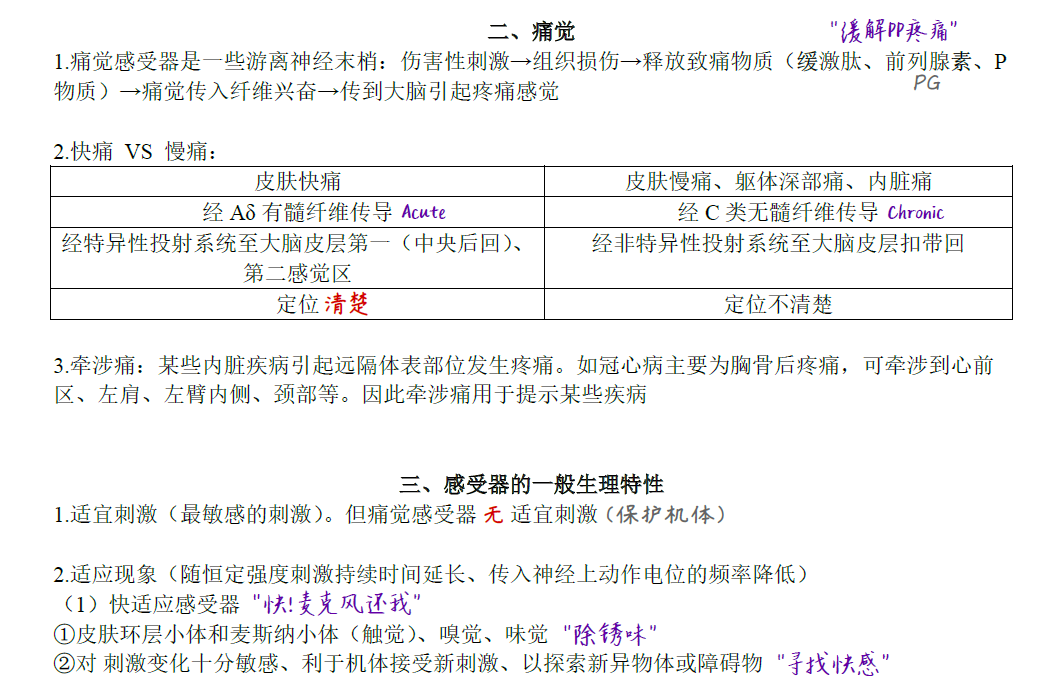 二、痛觉 "缓解PP疼痛"
1.痛觉感受器是一些游离神经末梢：伤害性刺激→组织损伤→释放致痛物质（缓激肽、前列腺素、P
PG
物质）→痛觉传入纤维兴奋→传到大脑引起疼痛感觉
2.快痛 VS 慢痛：
皮肤快痛 皮肤慢痛、躯体深部痛、内脏痛
经 Aδ 有髓纤维传导 Acute 经 C 类无髓纤维传导 Chronic
经特异性投射系统至大脑皮层第一（中央后回）、 经非特异性投射系统至大脑皮层扣带回
第二感觉区
定位 清楚 定位不清楚
3.牵涉痛：某些内脏疾病引起远隔体表部位发生疼痛。如冠心病主要为胸骨后疼痛，可牵涉到心前
区、左肩、左臂内侧、颈部等。因此牵涉痛用于提示某些疾病
三、感受器的一般生理特性
1.适宜刺激（最敏感的刺激）。但痛觉感受器 无 适宜刺激（保护机体）
2.适应现象（随恒定强度刺激持续时间延长、传入神经上动作电位的频率降低）
（1）快适应感受器 "快!麦克风还我"
①皮肤环层小体和麦斯纳小体（触觉）、嗅觉、味觉 "除锈味"
②对 刺激变化十分敏感、利于机体接受新刺激、以探索新异物体或障碍物 "寻找快感"